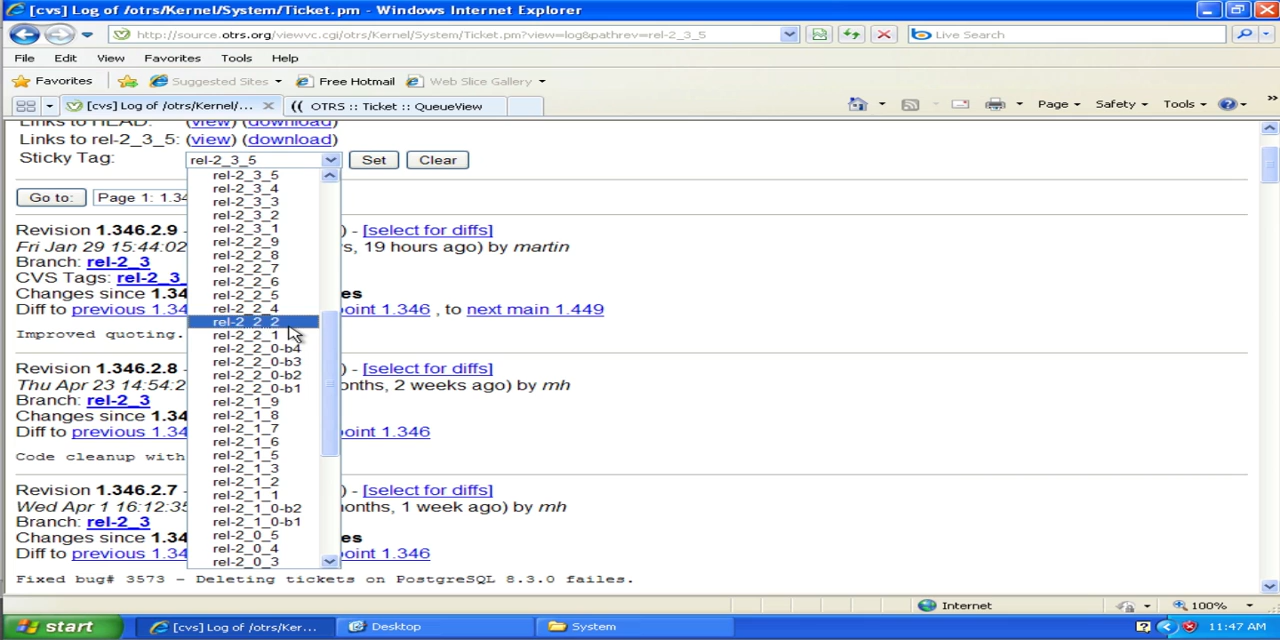 [cvs] Log of /otrs/Kernel/System/Ticket.pm - Windows Internet Explorer
http://source.otrs.org/viewvc.cgi/otrs/Kernel/System/Ticket.pm?view=log&pathrev=rel-2_3_5 Live Search
File Edit View Favorites Tools Help
Favorites Suggested Sites Free Hotmail Web Slice Gallery
[cvs] Log of /otrs/Kernel/... (( OTRS :: Ticket :: QueueView Page Safety Tools »
Links to HEAD: (view) (download)
Links to rel-2_3_5: (view) (download)
Sticky Tag: rel-2_3_5 Set Clear
rel-2_3_5
rel-2_3_4
Go to: Page 1: 1.34
rel-2_3_3
rel-2_3_2
rel-2_3_1
Revision 1.346.2.9 - ) - [select for diffs]
rel-2_2_9
Fri Jan 29 15:44:02 s, 19 hours ago) by martin
rel-2_2_8
Branch: rel-2_3
rel-2_2_7
CVS Tags: rel-2_3
rel-2_2_6
Changes since 1.34 es
rel-2_2_5
Diff to previous 1.34 point 1.346 , to next main 1.449
rel-2_2_4
rel-2_2_2
Improved quoting.
rel-2_2_1
rel-2_2_0-b4
rel-2_2_0-b3
Revision 1.346.2.8 ) - [select for diffs]
rel-2_2_0-b2
Thu Apr 23 14:54:2 months, 2 weeks ago) by mh
rel-2_2_0-b1
Branch: rel-2_3
rel-2_1_9
Changes since 1.34
rel-2_1_8
Diff to previous 1.34 point 1.346
rel-2_1_7
rel-2_1_6
Code cleanup with
rel-2_1_5
rel-2_1_3
rel-2_1_2
Revision 1.346.2.7 ) - [select for diffs]
rel-2_1_1
Wed Apr 1 16:12:35 months, 1 week ago) by mh
rel-2_1_0-b2
Branch: rel-2_3
rel-2_1_0-b1
Changes since 1.34 es
rel-2_0_5
Diff to previous 1.34 point 1.346
rel-2_0_4
rel-2_0_3
Fixed bug# 3573 - Deleting tickets on PostgreSQL 8.3.0 failes.
Internet 100%
start [cvs] Log of /otrs/Ker... Desktop System 11:47 AM